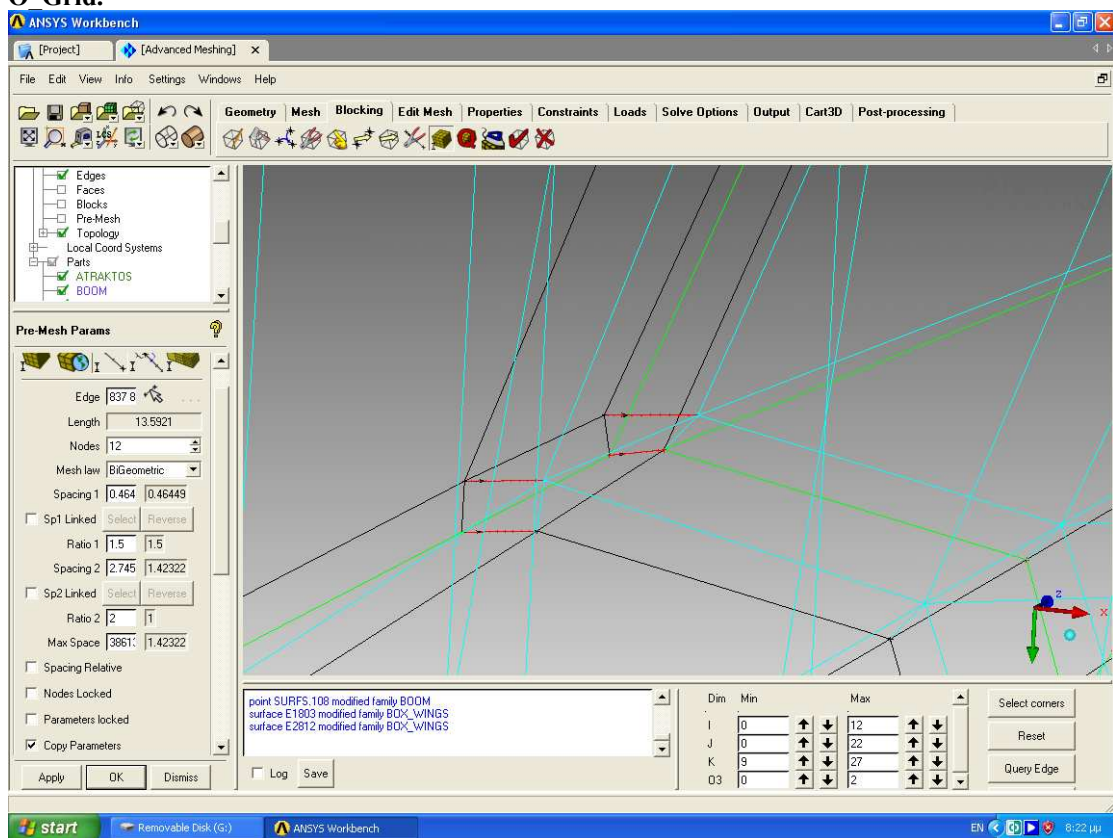 O_Grid.
ANSYS Workbench
[Project]
[Advanced Meshing]
File Edit View Info Settings Windows Help
Geometry Mesh Blocking Edit Mesh Properties Constraints Loads Solve Options Output Cart3D Post-processing
Edges
Faces
Blocks
Pre-Mesh
Topology
Local Coord Systems
Parts
ATRAKTOS
BOOM
Pre-Mesh Params
Edge 837 8
Length 13.5921
Nodes 12
Mesh law BiGeometric
Spacing 1 0.464 0.46449
Sp1 Linked Select Reverse
Ratio 1 1.5 1.5
Spacing 2 2.745 1.42322
Sp2 Linked Select Reverse
Ratio 2 2 1
Max Space 3861 1.42322
Spacing Relative
Nodes Locked
Parameters locked
Copy Parameters
Apply OK Dismiss
z
x
point SURFS.108 modified family BOOM
surface E1803 modified family BOX_WINGS
surface E2812 modified family BOX_WINGS
Log Save
Dim Min Max
I 0 12
J 0 22
K 9 27
O3 0 2
Select corners
Reset
Query Edge
start Removable Disk (G:) ANSYS Workbench EN 8:22 μμ